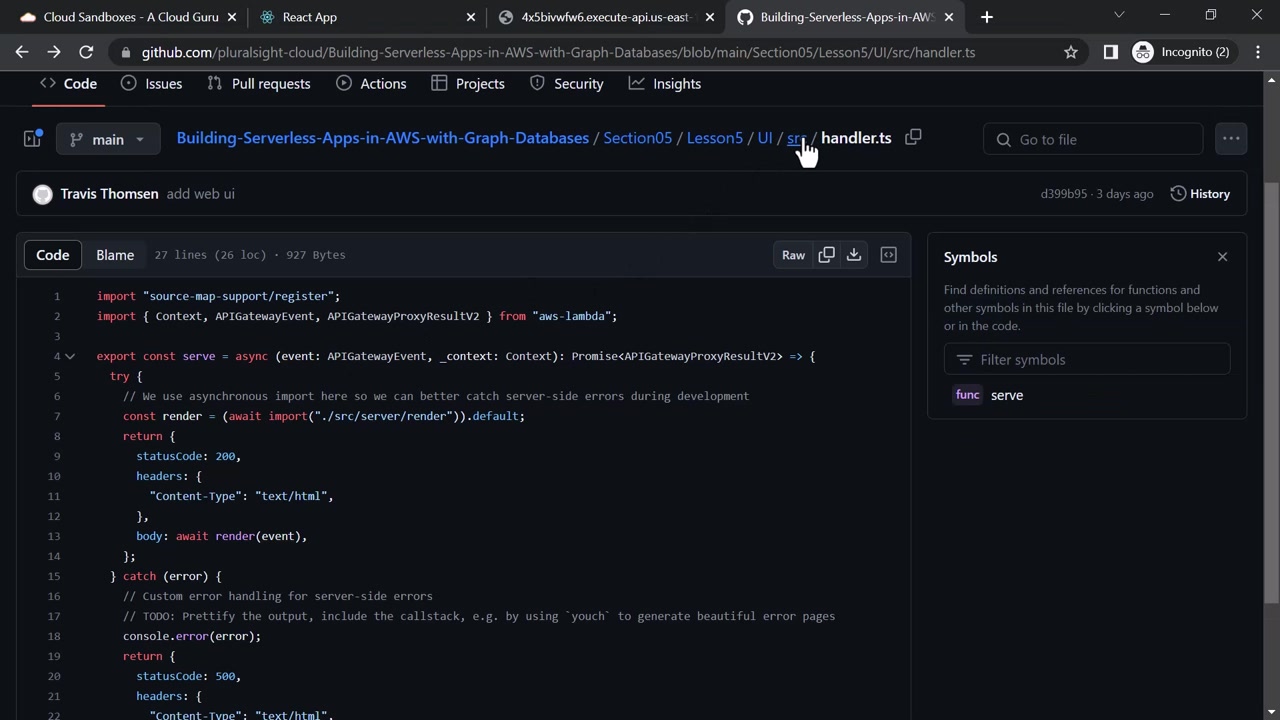 Cloud Sandboxes - A Cloud Guru
React App
4x5bivwfw6.execute-api.us-east-
Building-Serverless-Apps-in-AWS
github.com/pluralsight-cloud/Building-Serverless-Apps-in-AWS-with-Graph-Databases/blob/main/Section05/Lesson5/UI/src/handler.ts
Incognito (2)
Code
Issues
Pull requests
Actions
Projects
Security
Insights
main
Building-Serverless-Apps-in-AWS-with-Graph-Databases / Section05 / Lesson5 / UI / src / handler.ts
Go to file
Travis Thomsen add web ui
d399b95 · 3 days ago
History
Code
Blame
27 lines (26 loc) · 927 Bytes
Raw
1 import "source-map-support/register";
2 import { Context, APIGatewayEvent, APIGatewayProxyResultV2 } from "aws-lambda";
3
4 export const serve = async (event: APIGatewayEvent, _context: Context): Promise<APIGatewayProxyResultV2> => {
5 try {
6 // We use asynchronous import here so we can better catch server-side errors during development
7 const render = (await import("./src/server/render")).default;
8 return {
9 statusCode: 200,
10 headers: {
11 "Content-Type": "text/html",
12 },
13 body: await render(event),
14 };
15 } catch (error) {
16 // Custom error handling for server-side errors
17 // TODO: Prettify the output, include the callstack, e.g. by using `youch` to generate beautiful error pages
18 console.error(error);
19 return {
20 statusCode: 500,
21 headers: {
22 "Content-Type": "text/html",
Symbols
Find definitions and references for functions and
other symbols in this file by clicking a symbol below
or in the code.
Filter symbols
func serve